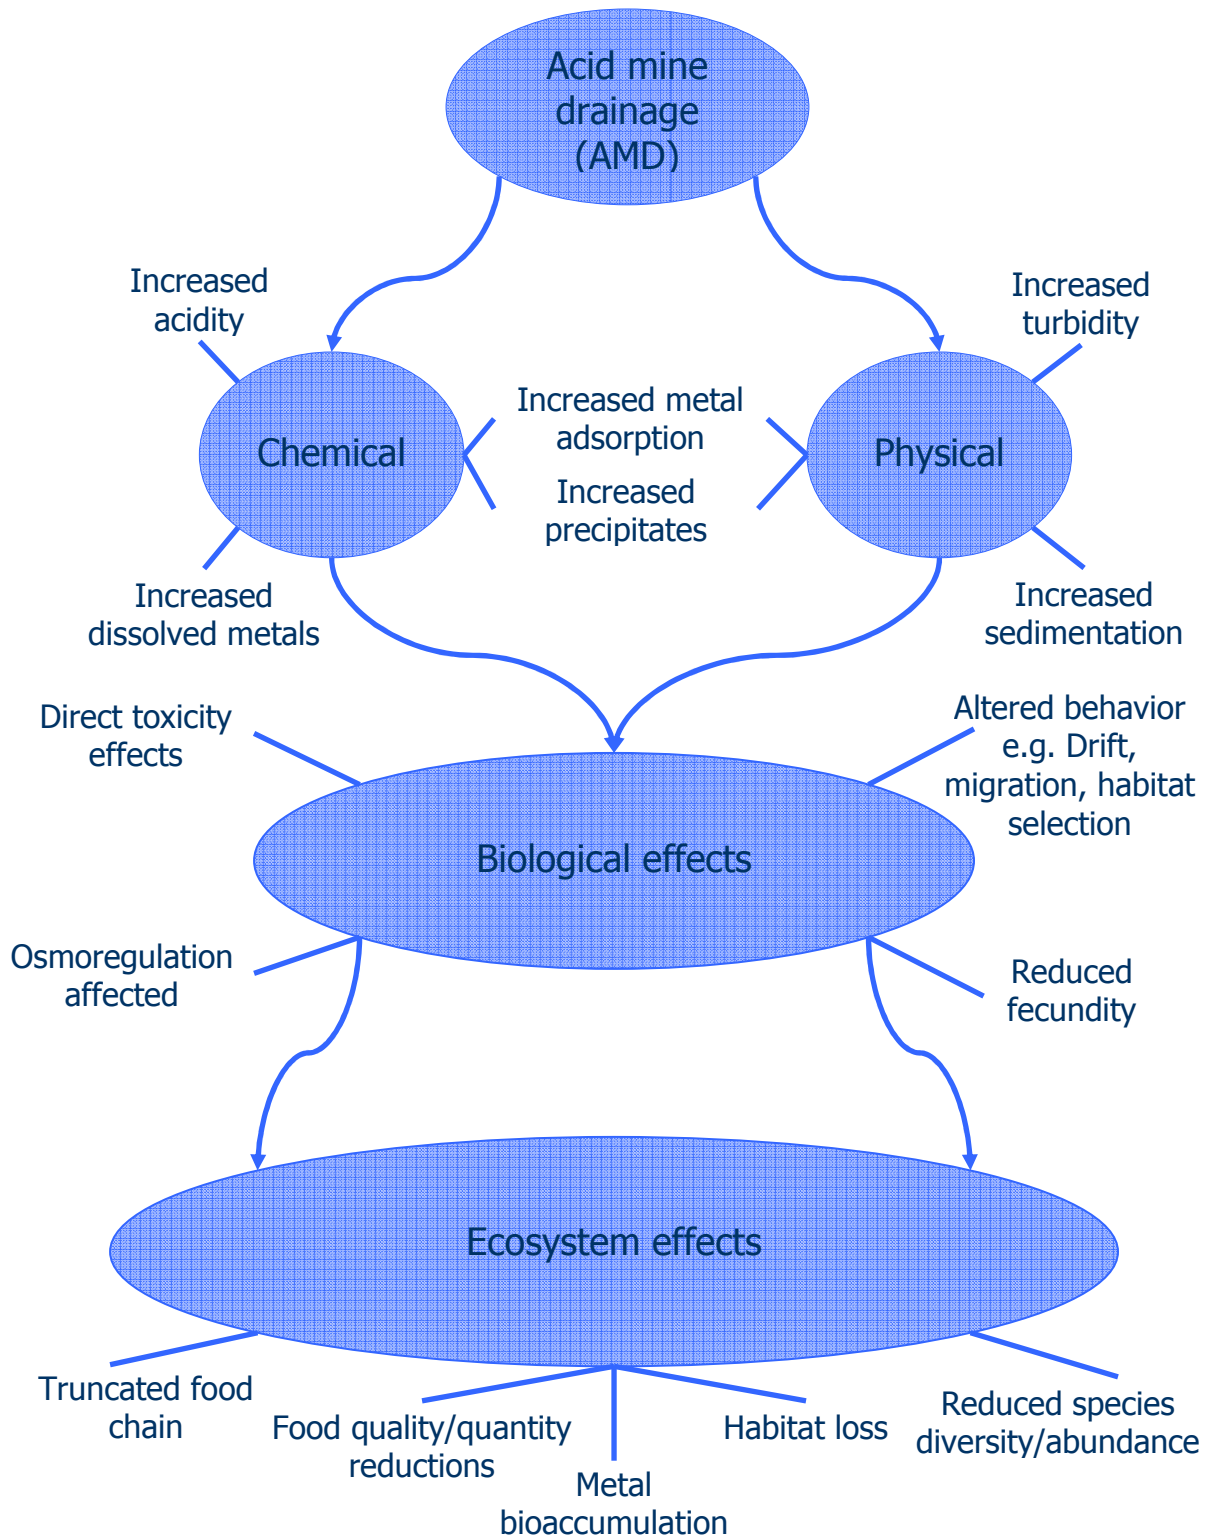 Acid mine
drainage
(AMD)
Increased
acidity
Increased
turbidity
Chemical
Increased metal
adsorption
Increased
precipitates
Physical
Increased
dissolved metals
Increased
sedimentation
Direct toxicity
effects
Altered behavior
e.g. Drift,
migration, habitat
selection
Biological effects
Osmoregulation
affected
Reduced
fecundity
Ecosystem effects
Truncated food
chain
Food quality/quantity
reductions
Metal
bioaccumulation
Habitat loss
Reduced species
diversity/abundance